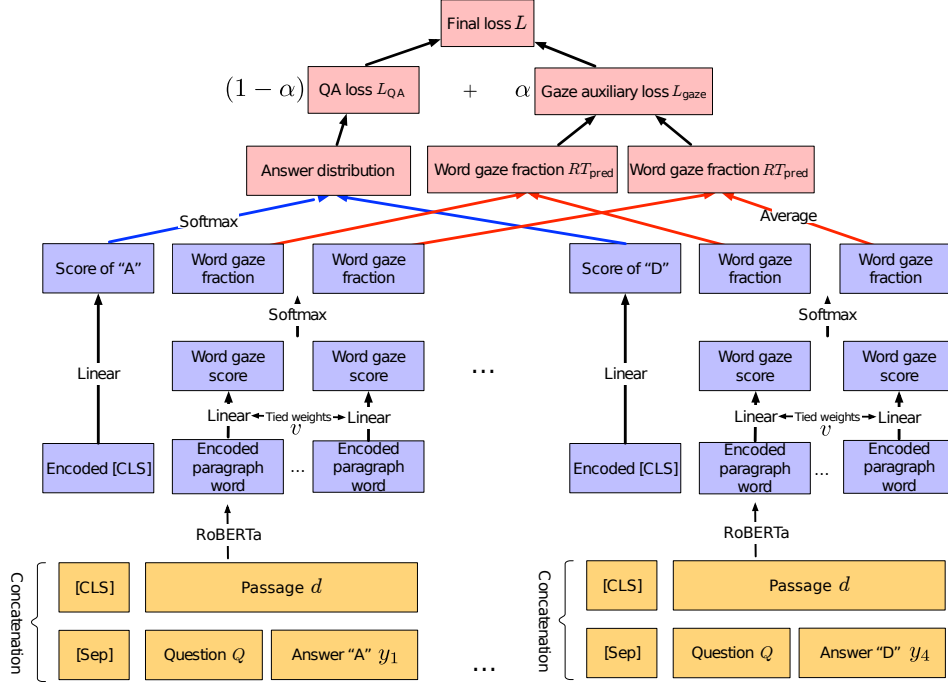 Final loss L
(1 − α) QA loss L_QA + α Gaze auxiliary loss L_gaze
Answer distribution
Word gaze fraction RT_pred
Word gaze fraction RT_pred
Softmax
Average
Score of “A”
Word gaze
fraction
Word gaze
fraction
Score of “D”
Word gaze
fraction
Word gaze
fraction
Softmax
Softmax
Linear
Word gaze
score
Word gaze
score
...
Linear
Word gaze
score
Word gaze
score
Linear
Tied weights
v
Linear
Linear
Tied weights
v
Linear
Encoded [CLS]
Encoded
paragraph
word
...
Encoded
paragraph
word
Encoded [CLS]
Encoded
paragraph
word
...
Encoded
paragraph
word
RoBERTa
RoBERTa
Concatenation
[CLS]
Passage d
[Sep]
Question Q
Answer “A” y₁
...
Concatenation
[CLS]
Passage d
[Sep]
Question Q
Answer “D” y₄